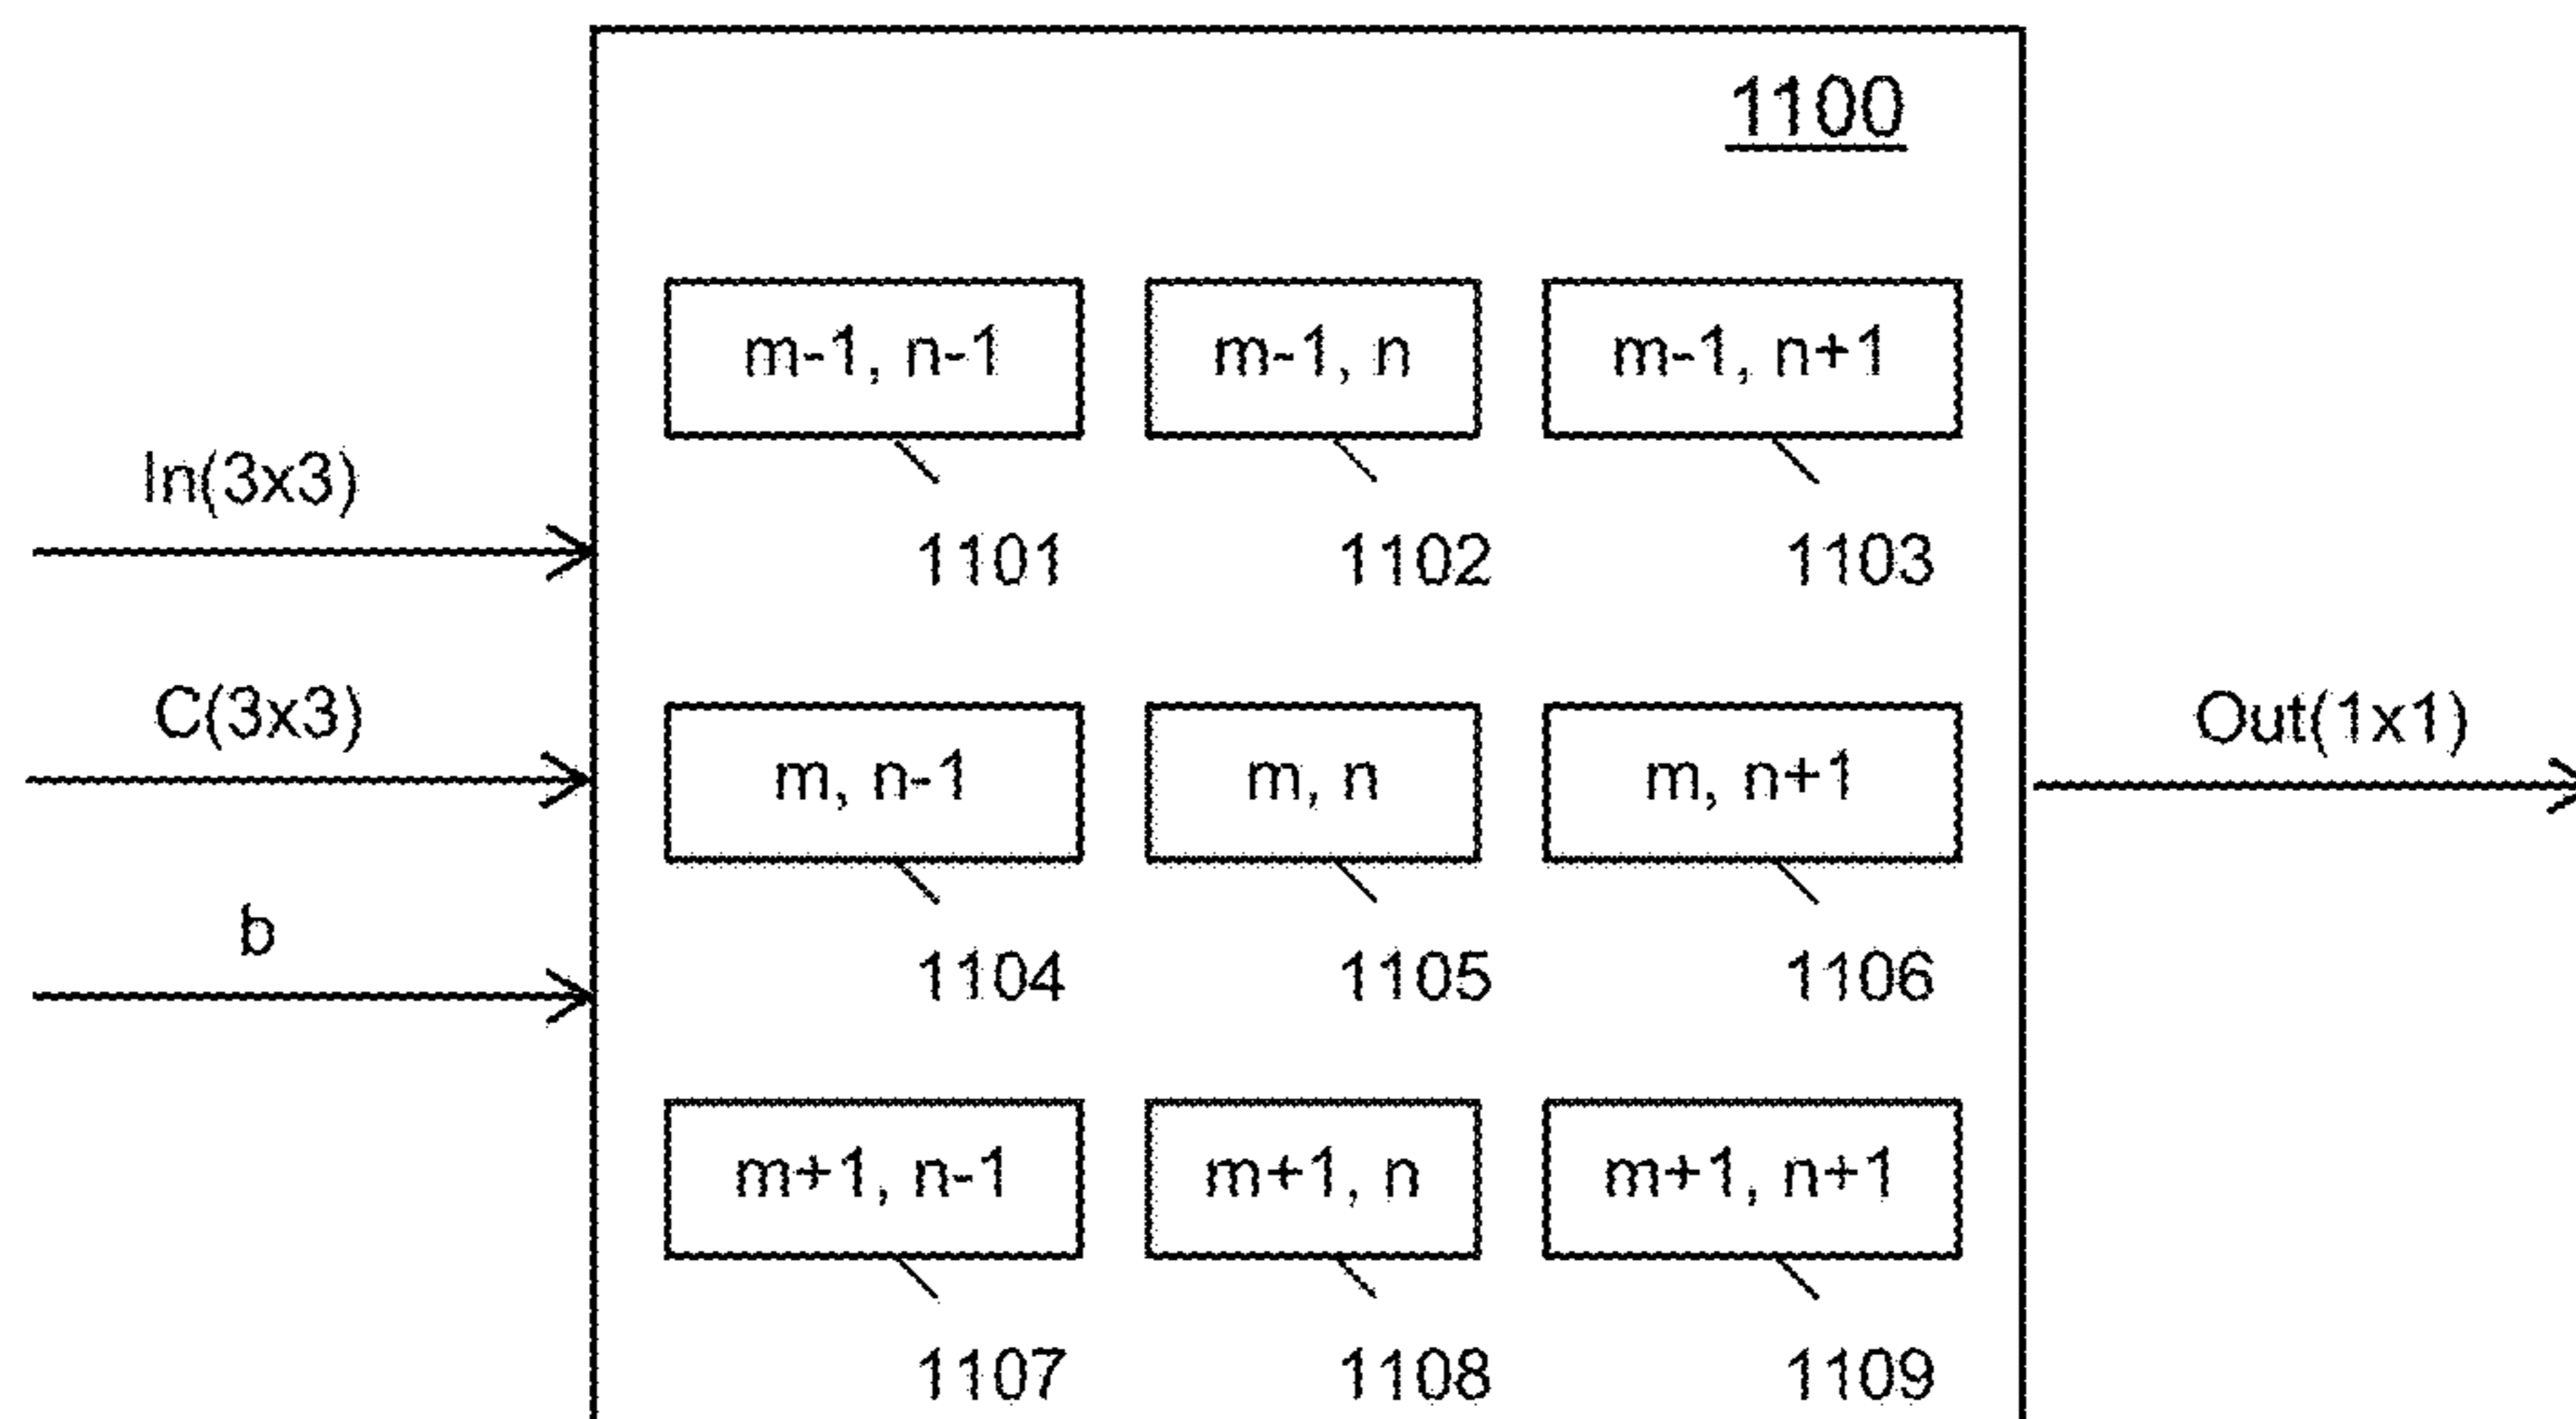 1100
m-1, n-1
m-1, n
m-1, n+1
In(3x3)
1101
1102
1103
C(3x3)
m, n-1
m, n
m, n+1
Out(1x1)
b
1104
1105
1106
m+1, n-1
m+1, n
m+1, n+1
1107
1108
1109